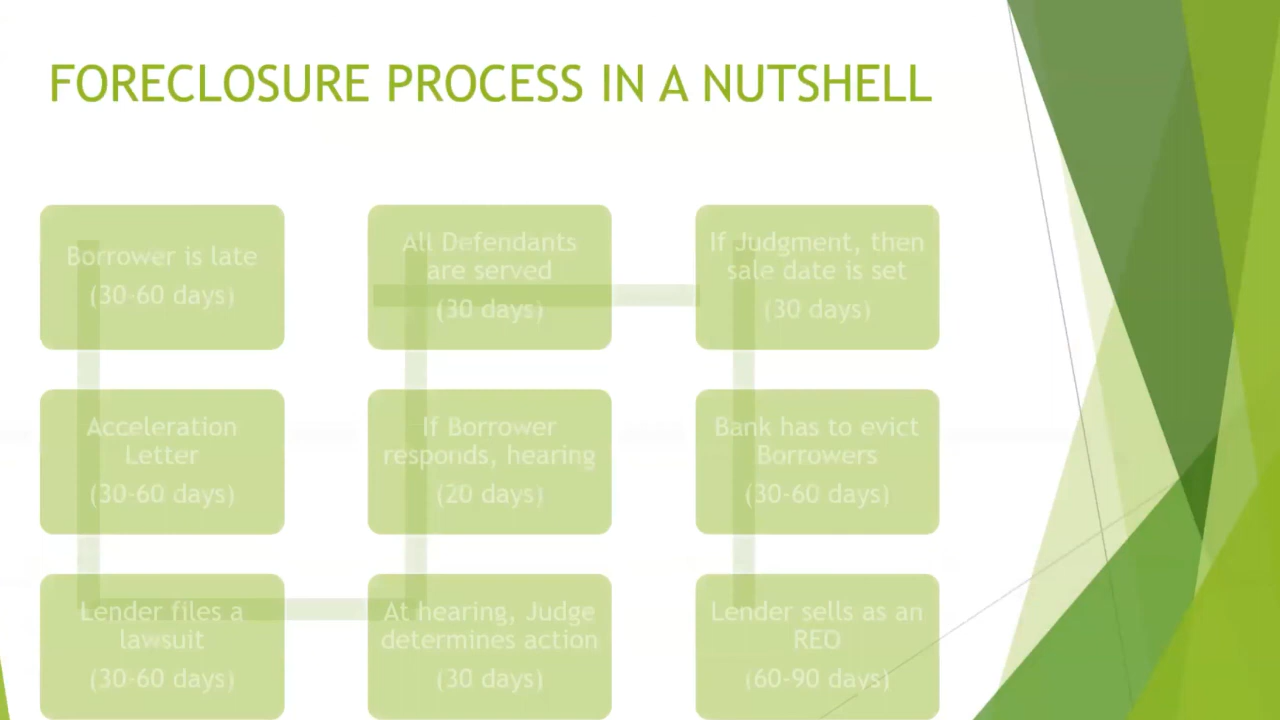 FORECLOSURE PROCESS IN A NUTSHELL
Borrower is late
(30-60 days)
Acceleration
Letter
(30-60 days)
Lender files a
lawsuit
(30-60 days)
All Defendants
are served
(30 days)
If Borrower
responds, hearing
(20 days)
At hearing, Judge
determines action
(30 days)
If Judgment, then
sale date is set
(30 days)
Bank has to evict
Borrowers
(30-60 days)
Lender sells as an
REO
(60-90 days)